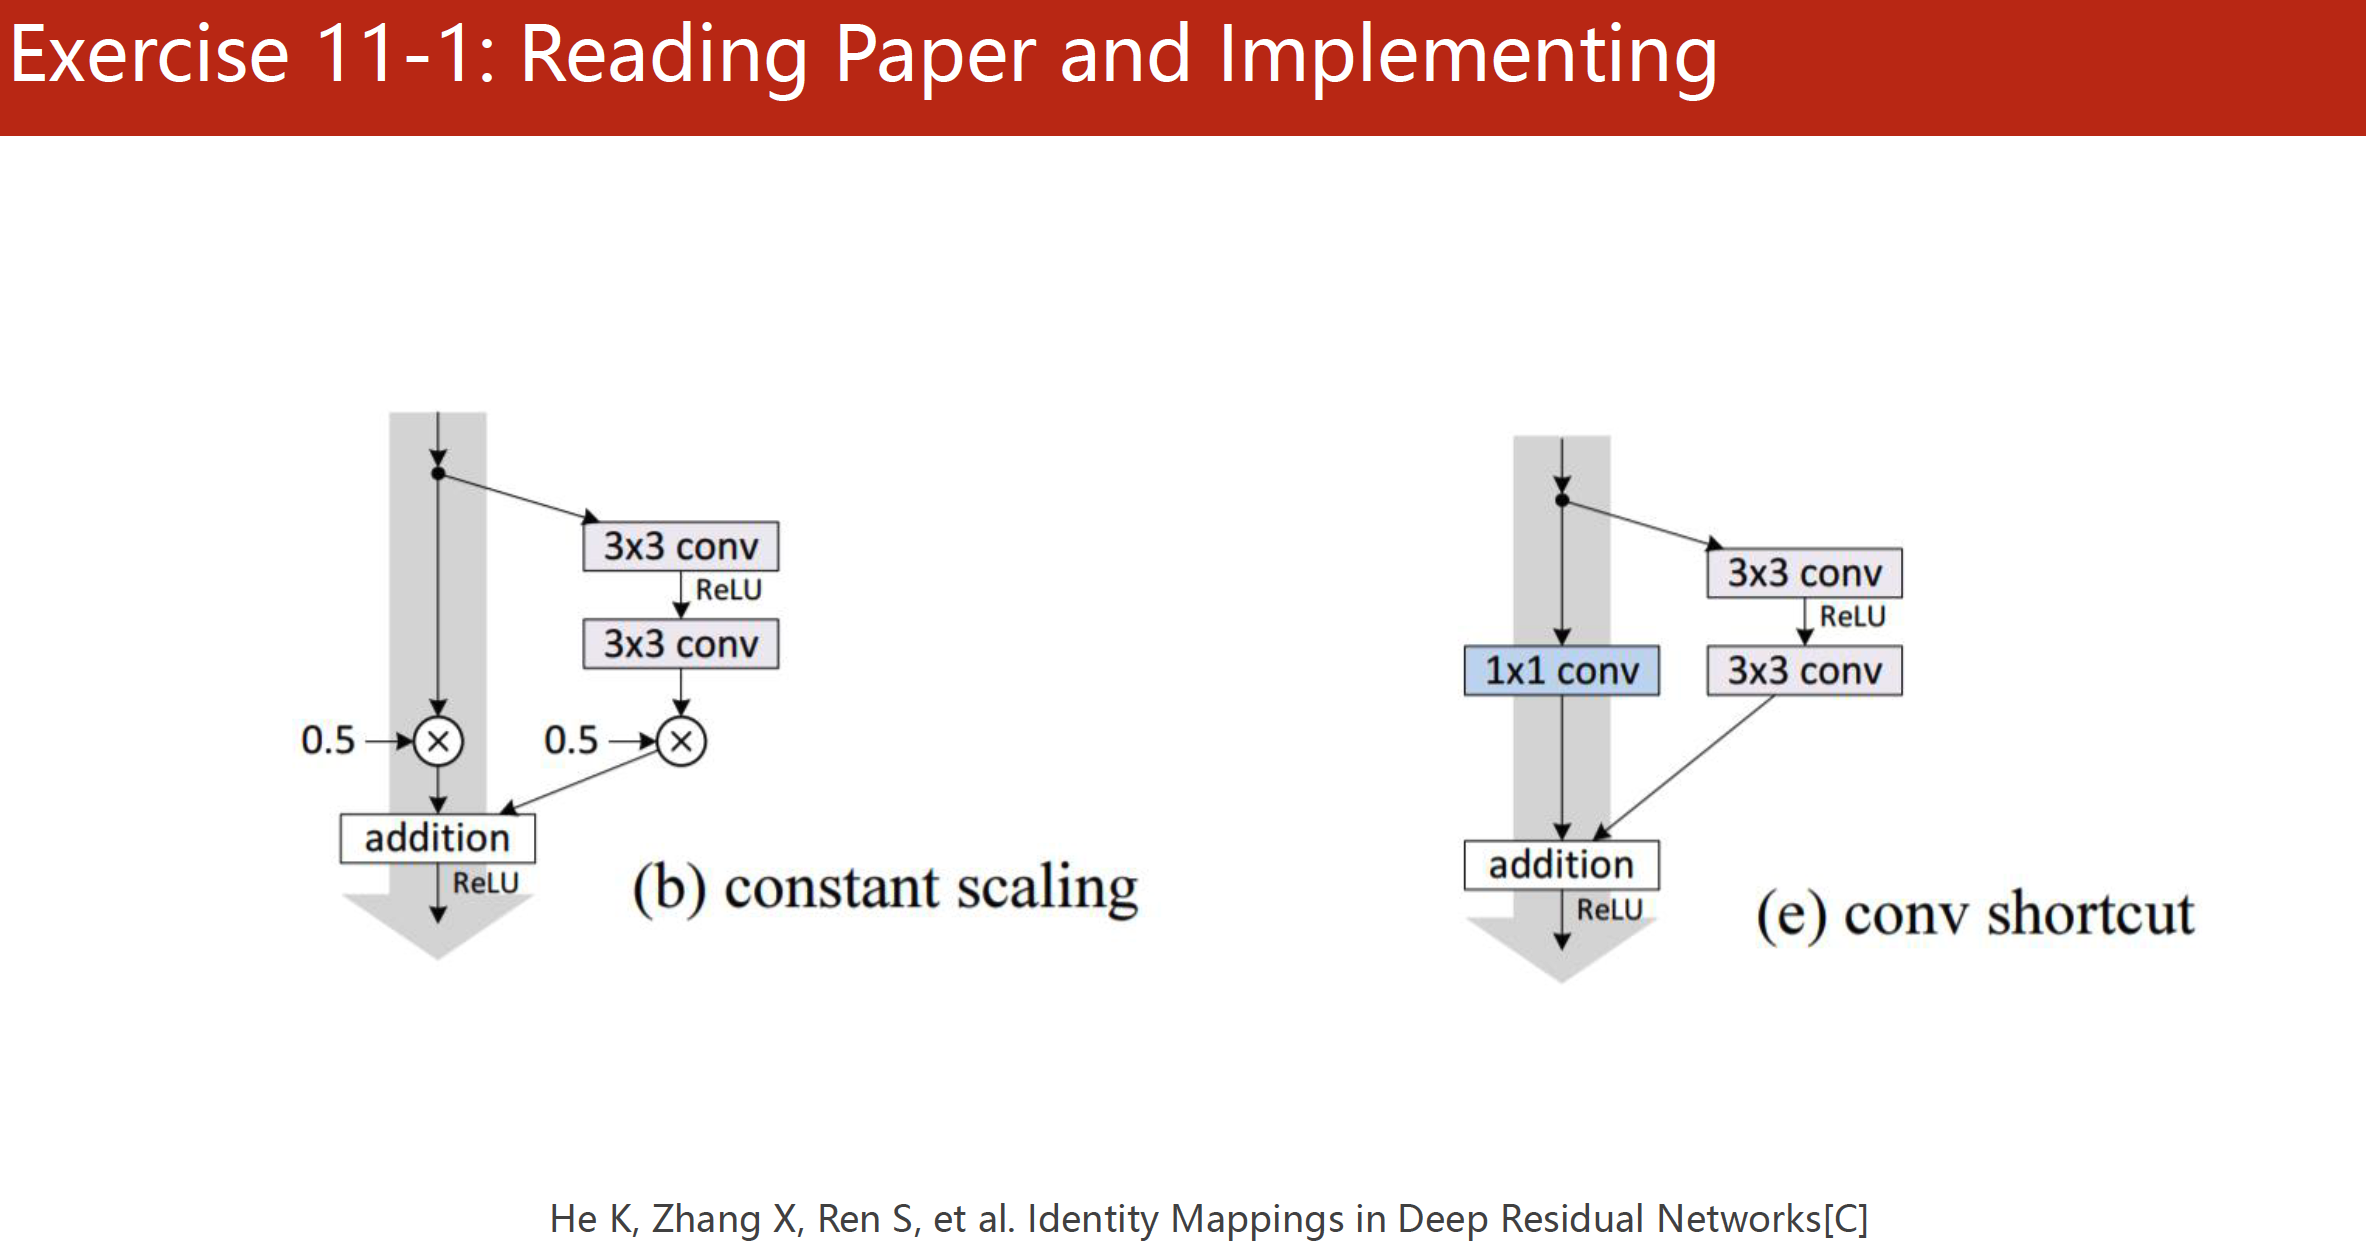 Exercise 11-1: Reading Paper and Implementing
3x3 conv
ReLU
3x3 conv
0.5
0.5
addition
ReLU
(b) constant scaling
3x3 conv
ReLU
1x1 conv
3x3 conv
addition
ReLU
(e) conv shortcut
He K, Zhang X, Ren S, et al. Identity Mappings in Deep Residual Networks[C]